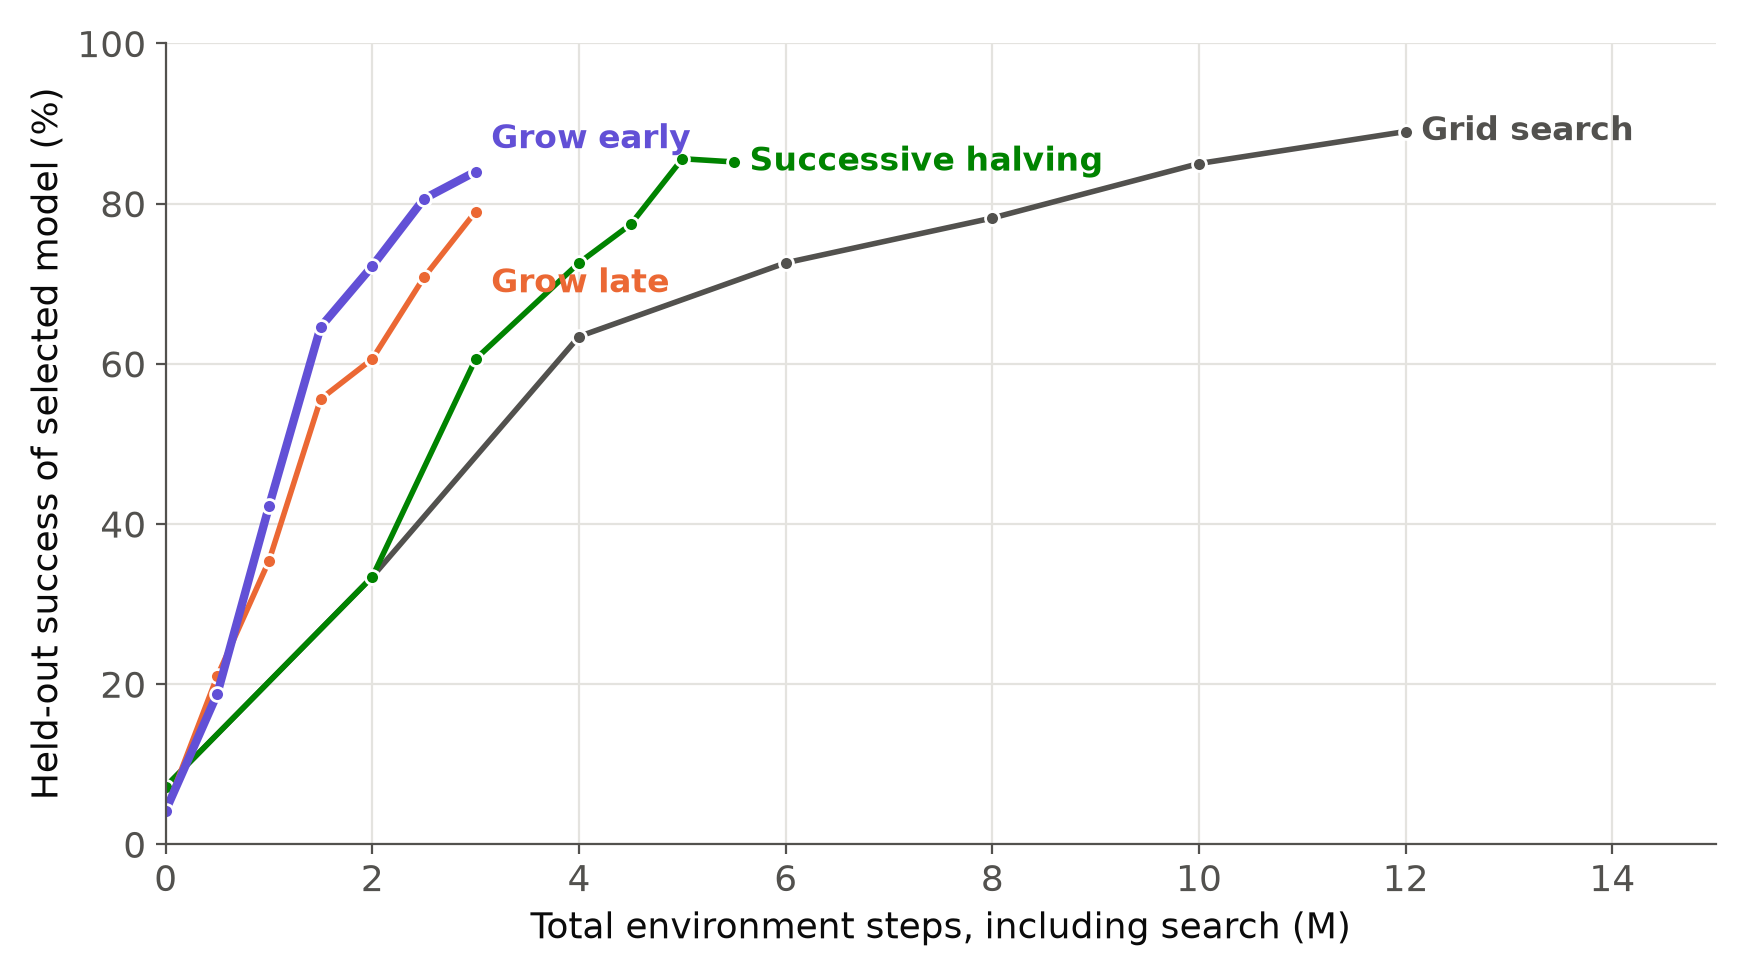 Held-out success of selected model (%)
100
80
60
40
20
0
Grow early
Successive halving
Grid search
Grow late
0 2 4 6 8 10 12 14
Total environment steps, including search (M)